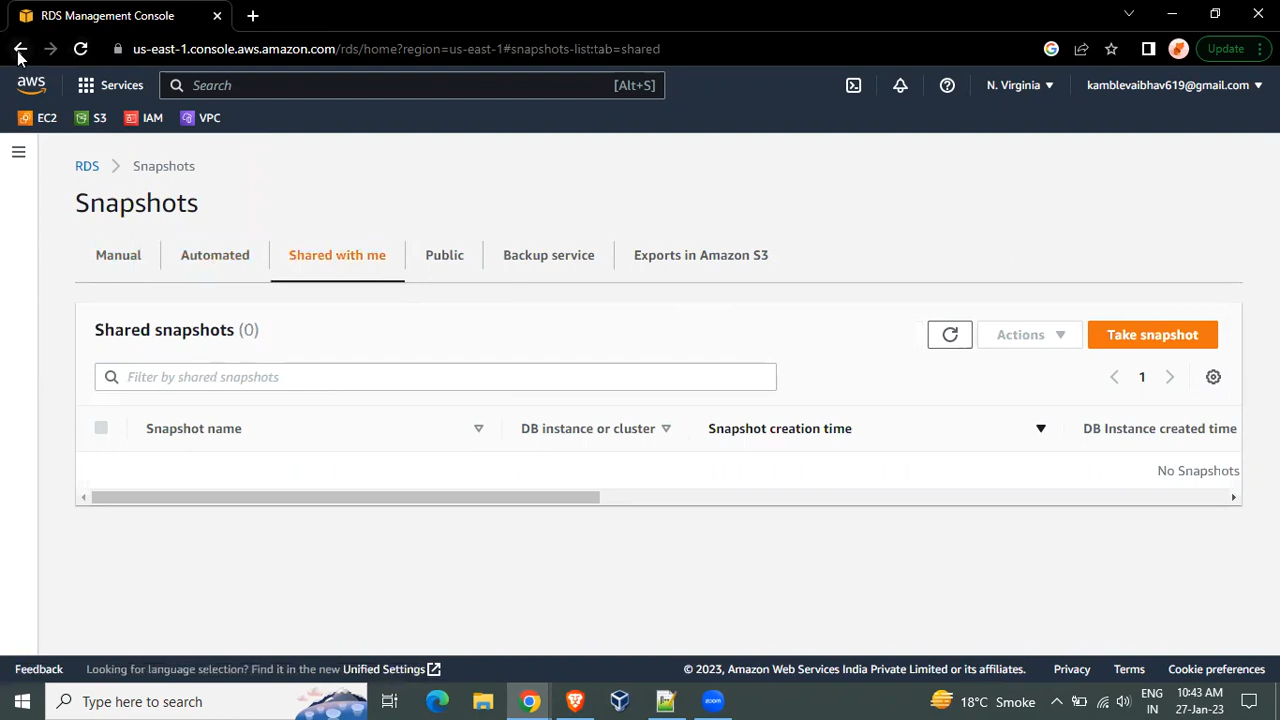 RDS Management Console
us-east-1.console.aws.amazon.com/rds/home?region=us-east-1#snapshots-list:tab=shared
Update
aws
Services
Search
[Alt+S]
N. Virginia
kamblevaibhav619@gmail.com
EC2
S3
IAM
VPC
RDS
Snapshots
Snapshots
Manual
Automated
Shared with me
Public
Backup service
Exports in Amazon S3
Shared snapshots (0)
Actions
Take snapshot
Filter by shared snapshots
1
Snapshot name
DB instance or cluster
Snapshot creation time
DB Instance created time
No Snapshots
Feedback
Looking for language selection? Find it in the new Unified Settings
© 2023, Amazon Web Services India Private Limited or its affiliates.
Privacy
Terms
Cookie preferences
Type here to search
zoom
18°C Smoke
ENG
IN
10:43 AM
27-Jan-23